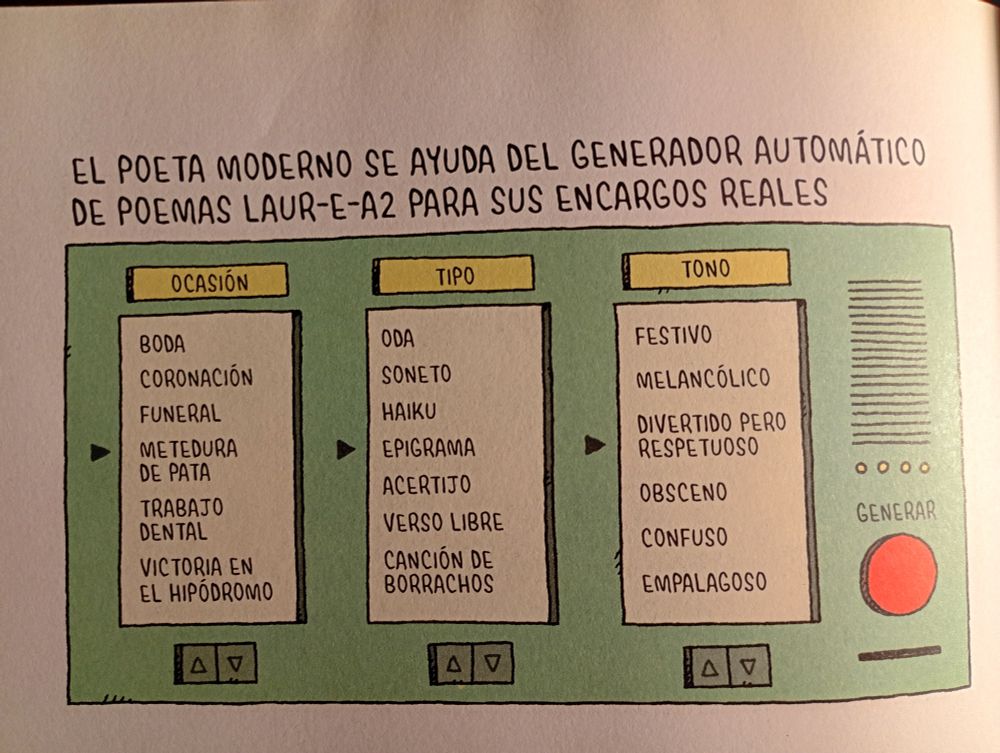 EL POETA MODERNO SE AYUDA DEL GENERADOR AUTOMÁTICO
DE POEMAS LAUR-E-A2 PARA SUS ENCARGOS REALES
OCASIÓN
BODA
CORONACIÓN
FUNERAL
METEDURA
DE PATA
TRABAJO
DENTAL
VICTORIA EN
EL HIPÓDROMO
TIPO
ODA
SONETO
HAIKU
EPIGRAMA
ACERTIJO
VERSO LIBRE
CANCIÓN DE
BORRACHOS
TONO
FESTIVO
MELANCÓLICO
DIVERTIDO PERO
RESPETUOSO
OBSCENO
CONFUSO
EMPALAGOSO
GENERAR